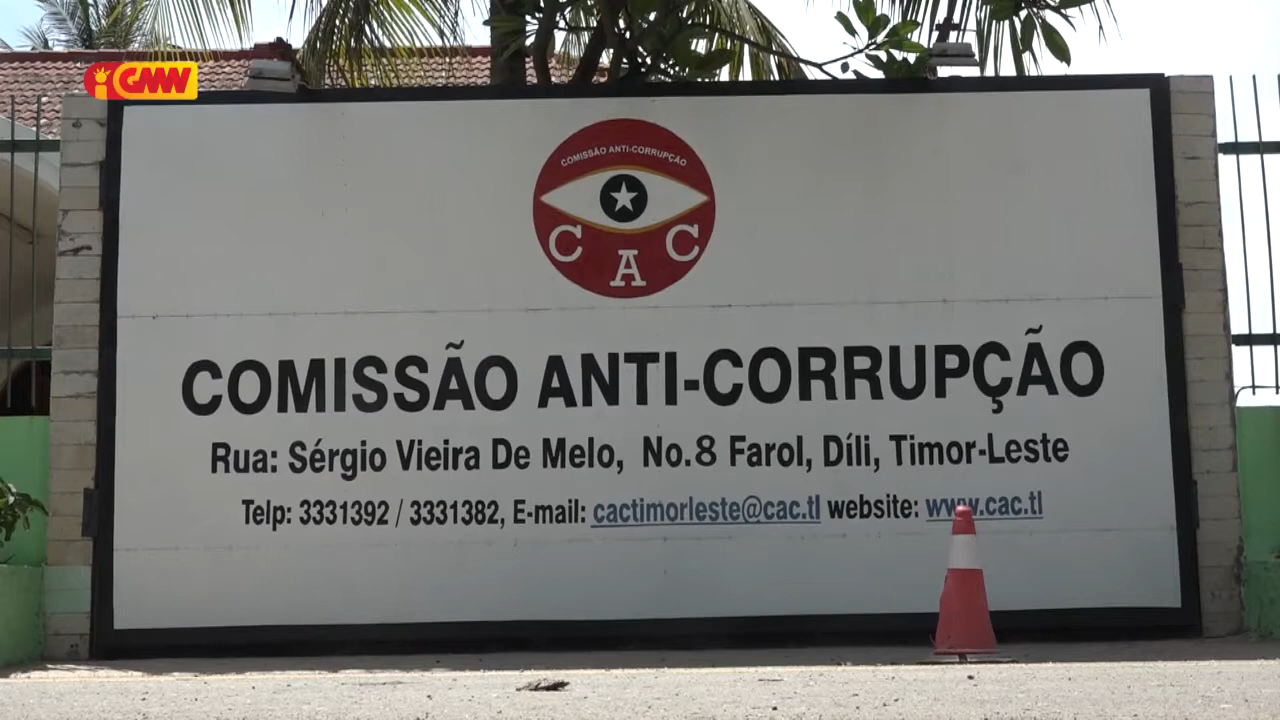 GMN
COMISSÃO ANTI-CORRUPÇÃO
C A C
COMISSÃO ANTI-CORRUPÇÃO
Rua: Sérgio Vieira De Melo, No.8 Farol, Díli, Timor-Leste
Telp: 3331392 / 3331382, E-mail: cactimorleste@cac.tl website: www.cac.tl